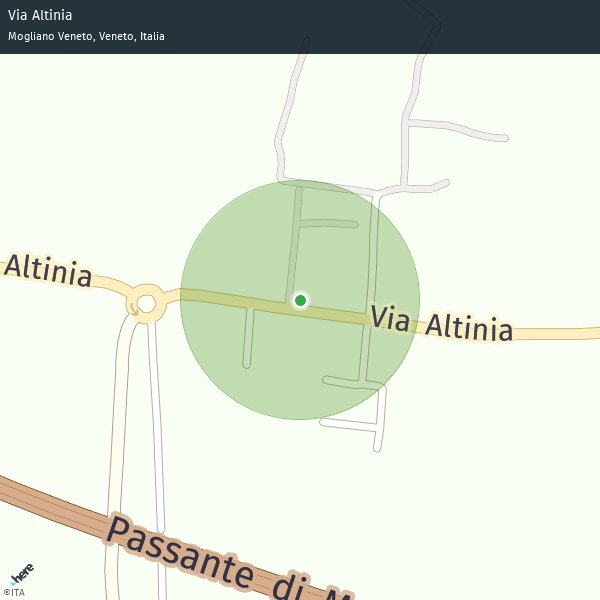 Via Altinia
Mogliano Veneto, Veneto, Italia
Altinia
Via Altinia
Passante di M
here
©ITA